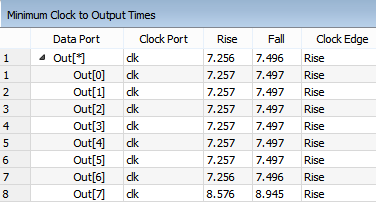 Minimum Clock to Output Times
Data Port Clock Port Rise Fall Clock Edge
1 Out[*] clk 7.256 7.496 Rise
1 Out[0] clk 7.257 7.497 Rise
2 Out[1] clk 7.257 7.497 Rise
3 Out[2] clk 7.257 7.497 Rise
4 Out[3] clk 7.257 7.497 Rise
5 Out[4] clk 7.257 7.497 Rise
6 Out[5] clk 7.257 7.497 Rise
7 Out[6] clk 7.256 7.496 Rise
8 Out[7] clk 8.576 8.945 Rise